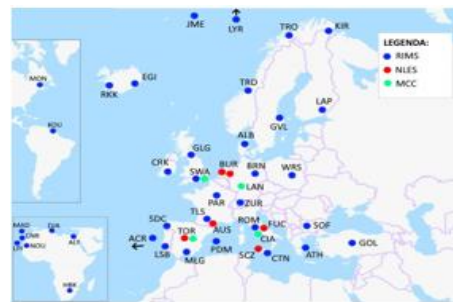 JME
LYR
TRO
KIR
LEGENDA:
RIMS
NLES
MCC
MON
KOU
RKK
EGI
TRD
GVL
LAP
ALB
GLG
CRK
SWA
BUR
BRN
WRS
LAN
PAR
ZUR
TLS
ROM
FUC
SOF
SDC
TOR
AUS
CIA
GOL
ACR
LSB
MLG
PDM
SCZ
CTN
ATH
MAD
DJA
NOU
HBK